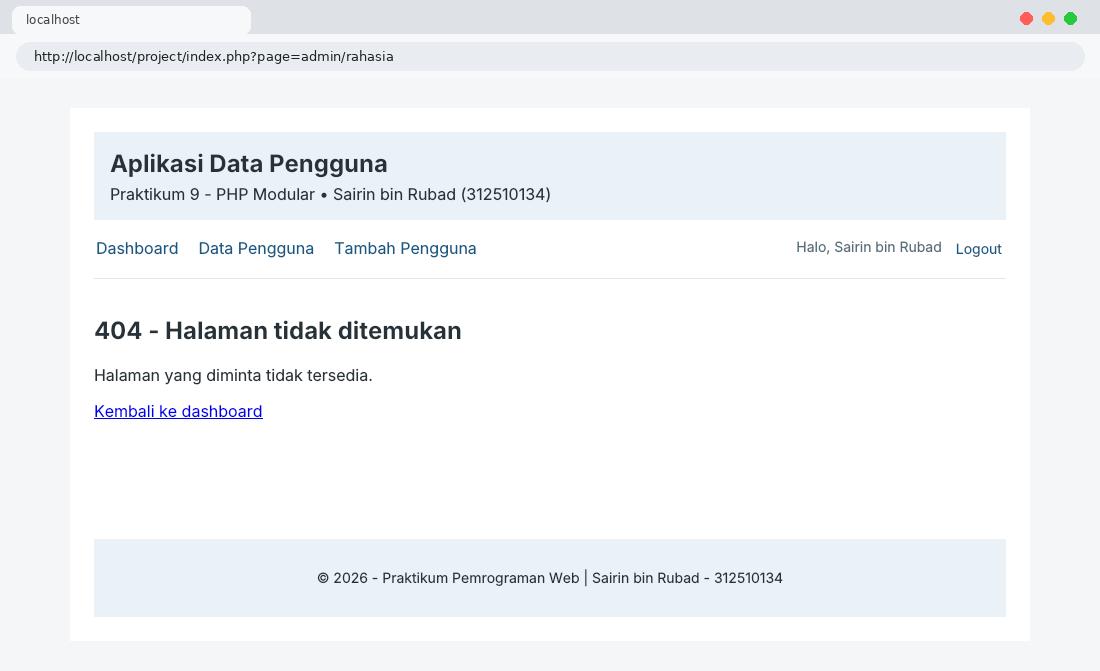 localhost
http://localhost/project/index.php?page=admin/rahasia
Aplikasi Data Pengguna
Praktikum 9 - PHP Modular • Sairin bin Rubad (312510134)
Dashboard Data Pengguna Tambah Pengguna Halo, Sairin bin Rubad Logout
404 - Halaman tidak ditemukan
Halaman yang diminta tidak tersedia.
Kembali ke dashboard
© 2026 - Praktikum Pemrograman Web | Sairin bin Rubad - 312510134